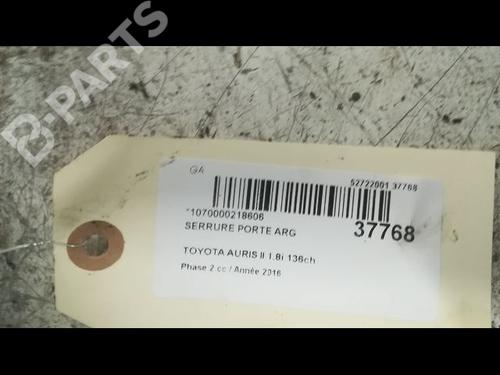 B-PARTS
GA
52722001 37768
*1070000218606
37768
SERRURE PORTE ARG
TOYOTA AURIS II 1.8i 136ch
Phase 2 cc / Année 2016